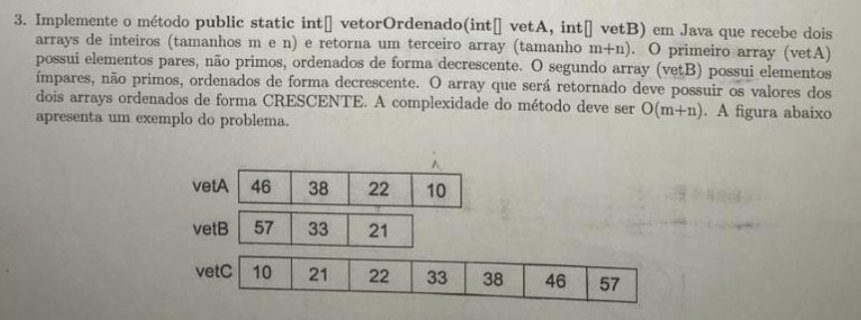 3. Implemente o método public static int[] vetorOrdenado(int[] vetA, int[] vetB) em Java que recebe dois
arrays de inteiros (tamanhos m e n) e retorna um terceiro array (tamanho m+n). O primeiro array (vetA)
possui elementos pares, não primos, ordenados de forma decrescente. O segundo array (vetB) possui elementos
ímpares, não primos, ordenados de forma decrescente. O array que será retornado deve possuir os valores dos
dois arrays ordenados de forma CRESCENTE. A complexidade do método deve ser O(m+n). A figura abaixo
apresenta um exemplo do problema.
vetA 46 38 22 10
vetB 57 33 21
vetC 10 21 22 33 38 46 57